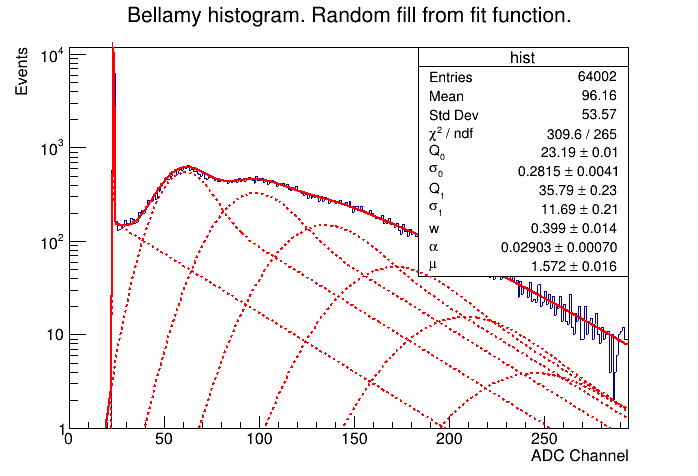 Bellamy histogram. Random fill from fit function.
hist
Entries 64002
Mean 96.16
Std Dev 53.57
χ² / ndf 309.6 / 265
Q₀ 23.19 ± 0.01
σ₀ 0.2815 ± 0.0041
Q₁ 35.79 ± 0.23
σ₁ 11.69 ± 0.21
w 0.399 ± 0.014
α 0.02903 ± 0.00070
μ 1.572 ± 0.016
Events
10⁴
10³
10²
10
1
0 50 100 150 200 250
ADC Channel